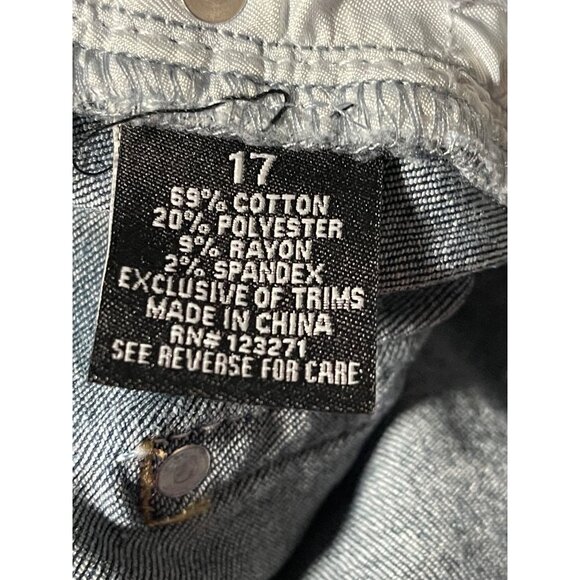 17
69% COTTON
20% POLYESTER
9% RAYON
2% SPANDEX
EXCLUSIVE OF TRIMS
MADE IN CHINA
RN# 123271
SEE REVERSE FOR CARE